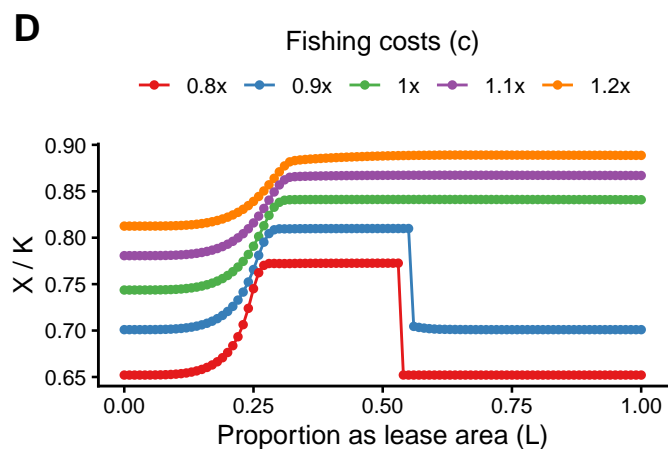 D
Fishing costs (c)
0.8x 0.9x 1x 1.1x 1.2x
0.90
0.85
0.80
0.75
0.70
0.65
X / K
0.00 0.25 0.50 0.75 1.00
Proportion as lease area (L)